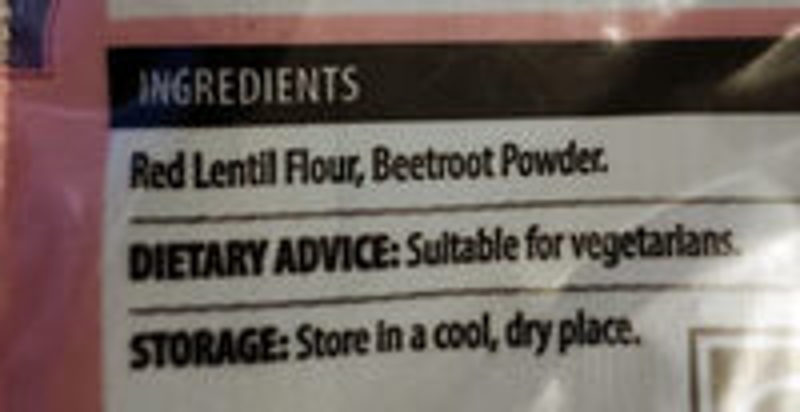 INGREDIENTS
Red Lentil Flour, Beetroot Powder.
DIETARY ADVICE: Suitable for vegetarians.
STORAGE: Store in a cool, dry place.